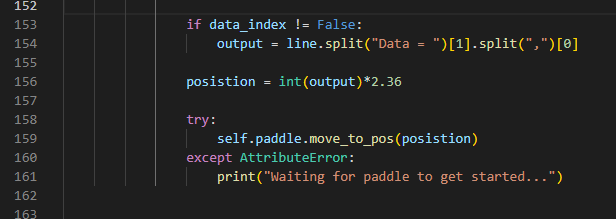 152
153 if data_index != False:
154 output = line.split("Data = ")[1].split(",")[0]
155
156 posistion = int(output)*2.36
157
158 try:
159 self.paddle.move_to_pos(posistion)
160 except AttributeError:
161 print("Waiting for paddle to get started...")
162
163